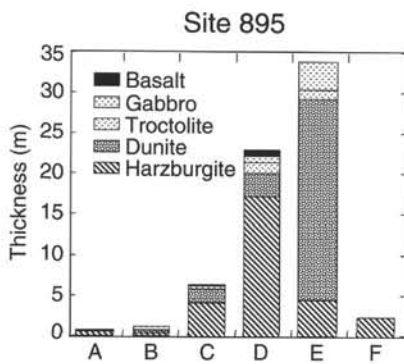 Site 895
35
30
25
20
15
10
5
0
Thickness (m)
Basalt
Gabbro
Troctolite
Dunite
Harzburgite
A B C D E F